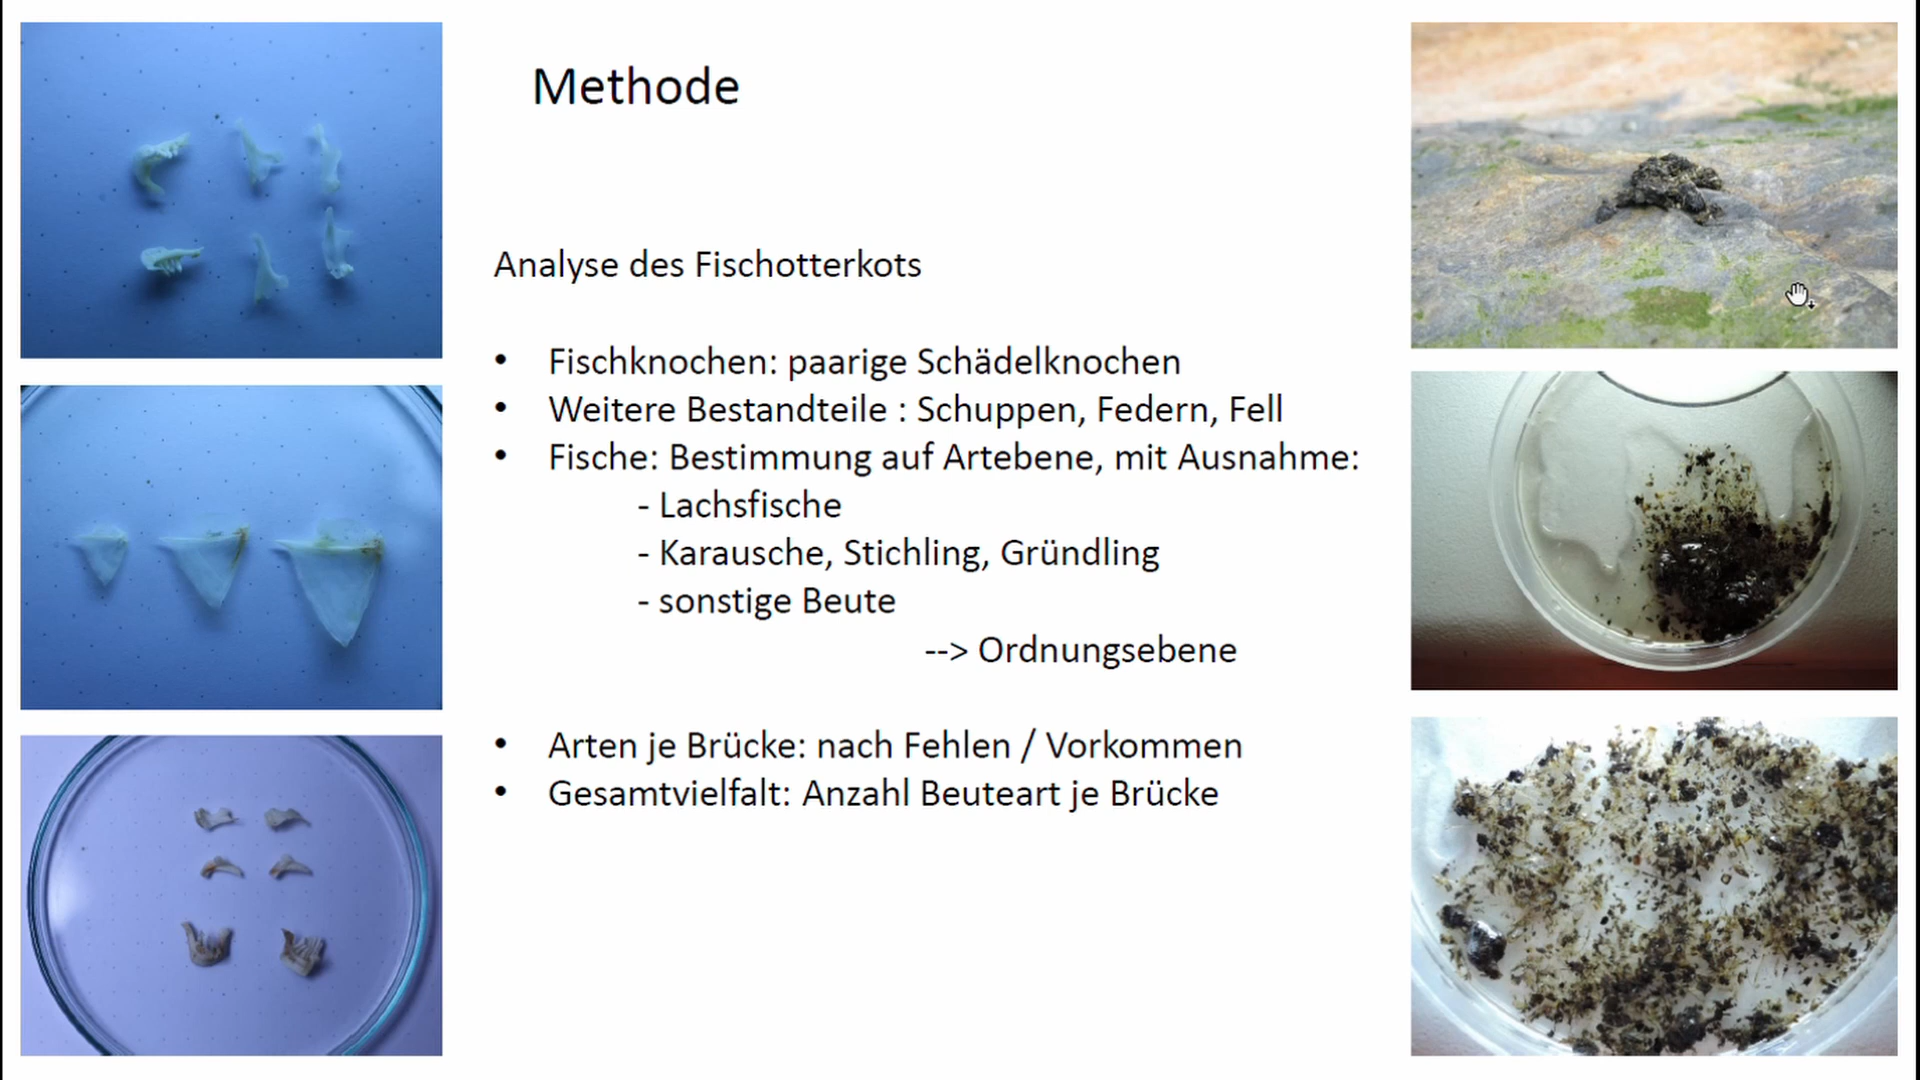 Methode
Analyse des Fischotterkots
• Fischknochen: paarige Schädelknochen
• Weitere Bestandteile : Schuppen, Federn, Fell
• Fische: Bestimmung auf Artebene, mit Ausnahme:
- Lachsfische
- Karausche, Stichling, Gründling
- sonstige Beute
--> Ordnungsebene
• Arten je Brücke: nach Fehlen / Vorkommen
• Gesamtvielfalt: Anzahl Beuteart je Brücke